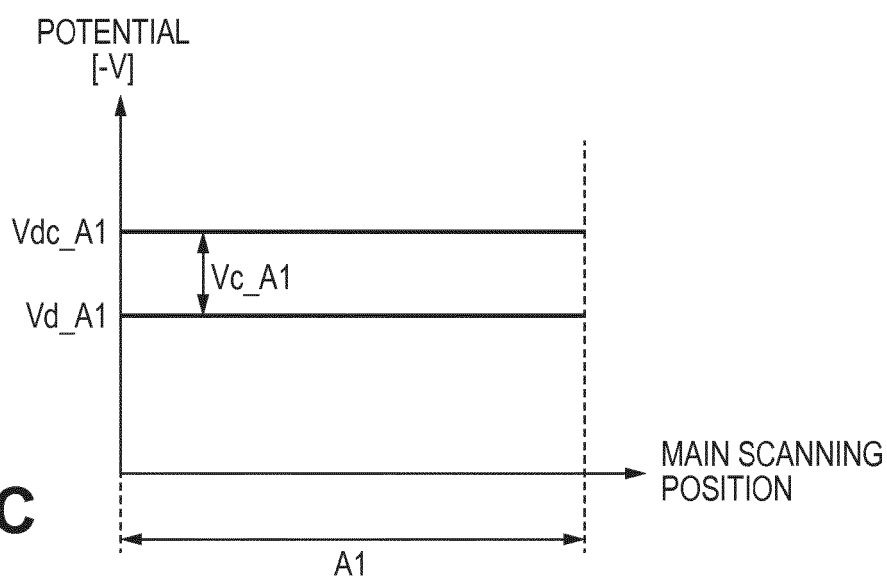 POTENTIAL
[-V]
Vdc_A1
Vc_A1
Vd_A1
MAIN SCANNING
POSITION
C
A1